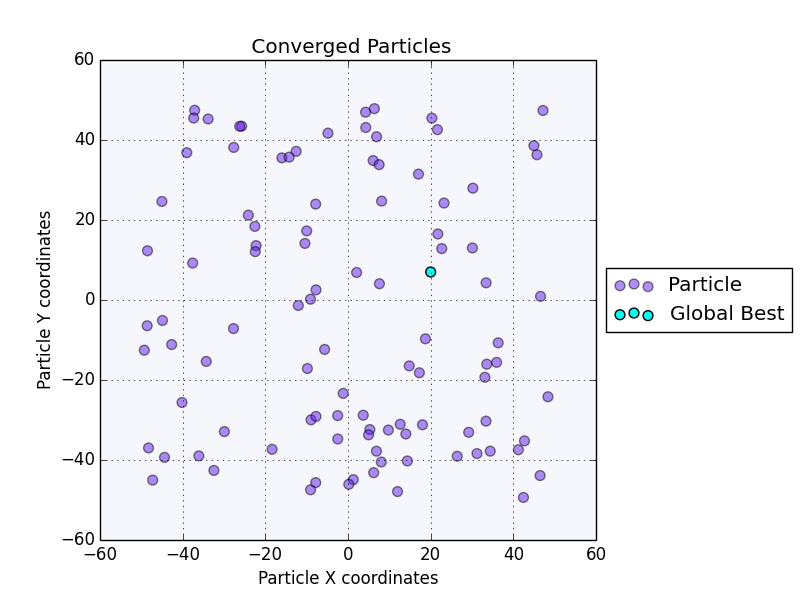 Converged Particles
60
40
20
0
−20
−40
−60
−60 −40 −20 0 20 40 60
Particle Y coordinates
Particle X coordinates
Particle
Global Best